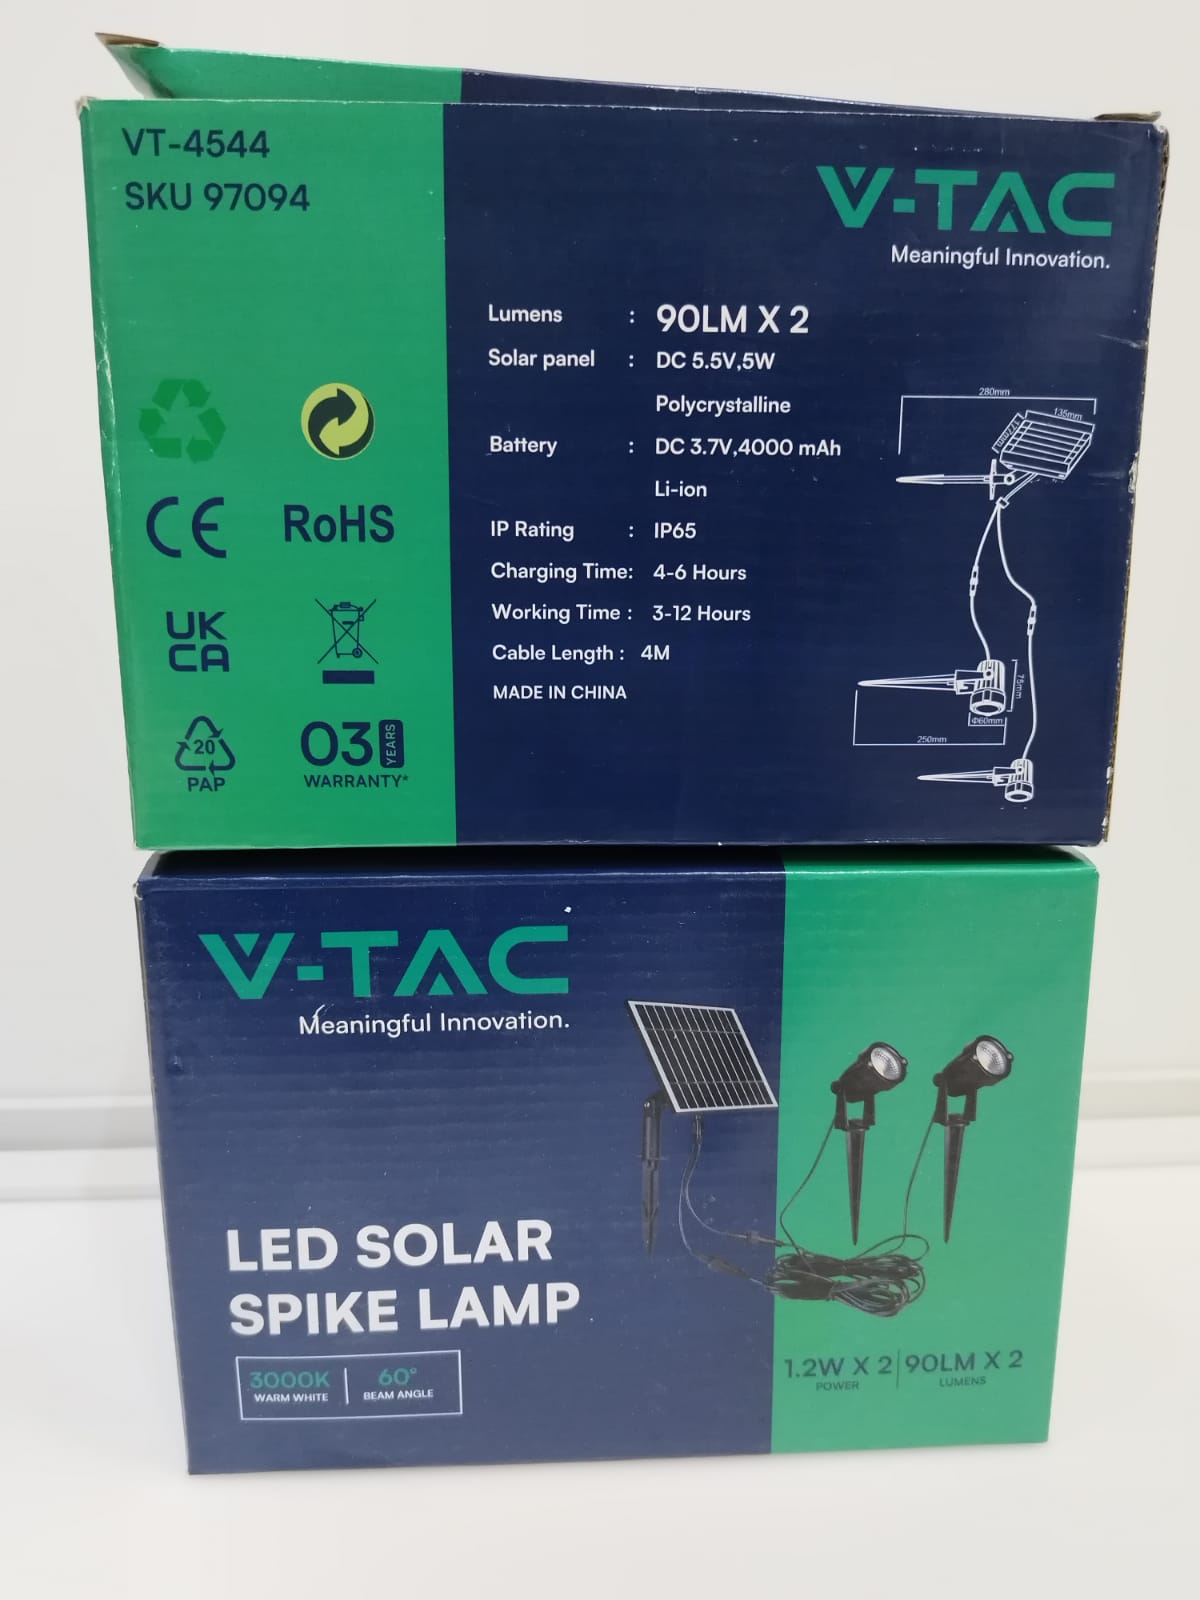 VT-4544
SKU 97094
V-TAC
Meaningful Innovation.
Lumens : 90LM X 2
Solar panel : DC 5.5V,5W
Polycrystalline
Battery : DC 3.7V,4000 mAh
Li-ion
IP Rating : IP65
Charging Time: 4-6 Hours
Working Time : 3-12 Hours
Cable Length : 4M
MADE IN CHINA
280mm
135mm
75mm
Φ60mm
250mm
CE
RoHS
UK
CA
20
PAP
03 YEARS
WARRANTY*
V-TAC
Meaningful Innovation.
LED SOLAR
SPIKE LAMP
3000K
WARM WHITE
60°
BEAM ANGLE
1.2W X 2
POWER
90LM X 2
LUMENS